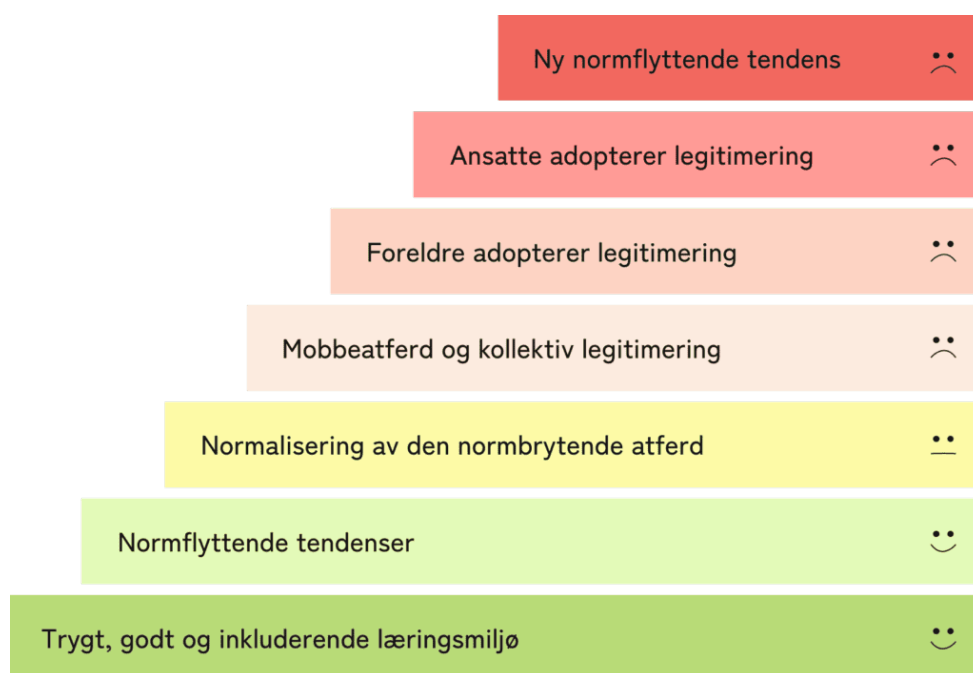 Ny normflyttende tendens
Ansatte adopterer legitimering
Foreldre adopterer legitimering
Mobbeatferd og kollektiv legitimering
Normalisering av den normbrytende atferd
Normflyttende tendenser
Trygt, godt og inkluderende læringsmiljø